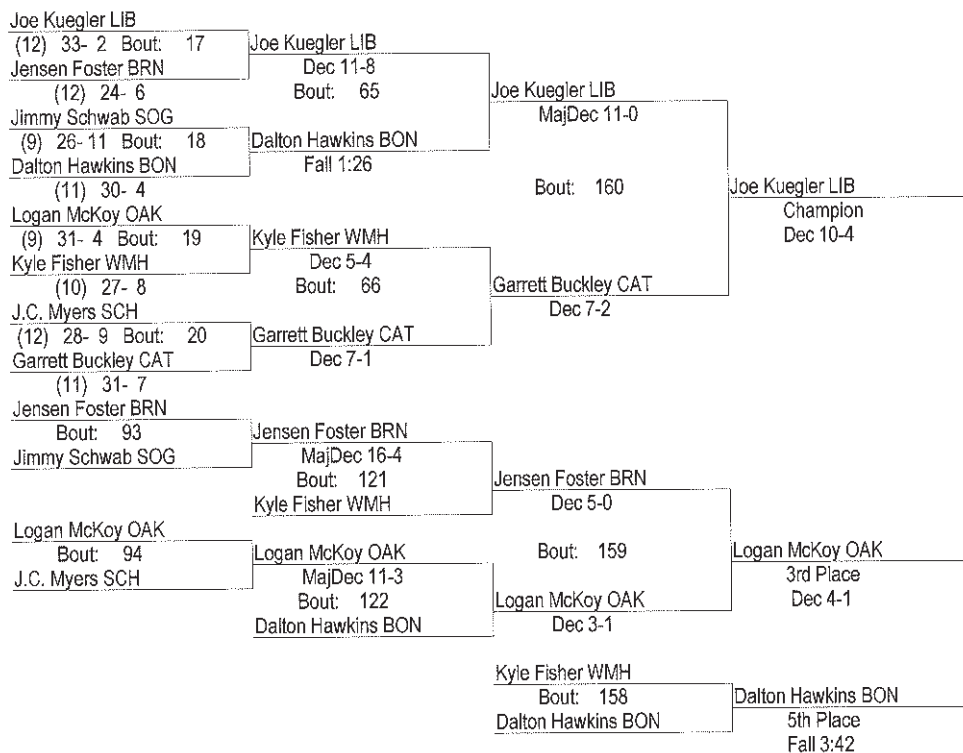 Joe Kuegler LIB
(12) 33- 2 Bout: 17
Jensen Foster BRN
(12) 24- 6
Jimmy Schwab SOG
(9) 26- 11 Bout: 18
Dalton Hawkins BON
(11) 30- 4
Logan McKoy OAK
(9) 31- 4 Bout: 19
Kyle Fisher WMH
(10) 27- 8
J.C. Myers SCH
(12) 28- 9 Bout: 20
Garrett Buckley CAT
(11) 31- 7
Joe Kuegler LIB
Dec 11-8
Bout: 65
Dalton Hawkins BON
Fall 1:26
Kyle Fisher WMH
Dec 5-4
Bout: 66
Garrett Buckley CAT
Dec 7-1
Joe Kuegler LIB
MajDec 11-0
Bout: 160
Garrett Buckley CAT
Dec 7-2
Joe Kuegler LIB
Champion
Dec 10-4
Jensen Foster BRN
Bout: 93
Jimmy Schwab SOG
Logan McKoy OAK
Bout: 94
J.C. Myers SCH
Jensen Foster BRN
MajDec 16-4
Bout: 121
Kyle Fisher WMH
Logan McKoy OAK
MajDec 11-3
Bout: 122
Dalton Hawkins BON
Jensen Foster BRN
Dec 5-0
Bout: 159
Logan McKoy OAK
Dec 3-1
Logan McKoy OAK
3rd Place
Dec 4-1
Kyle Fisher WMH
Bout: 158
Dalton Hawkins BON
Dalton Hawkins BON
5th Place
Fall 3:42